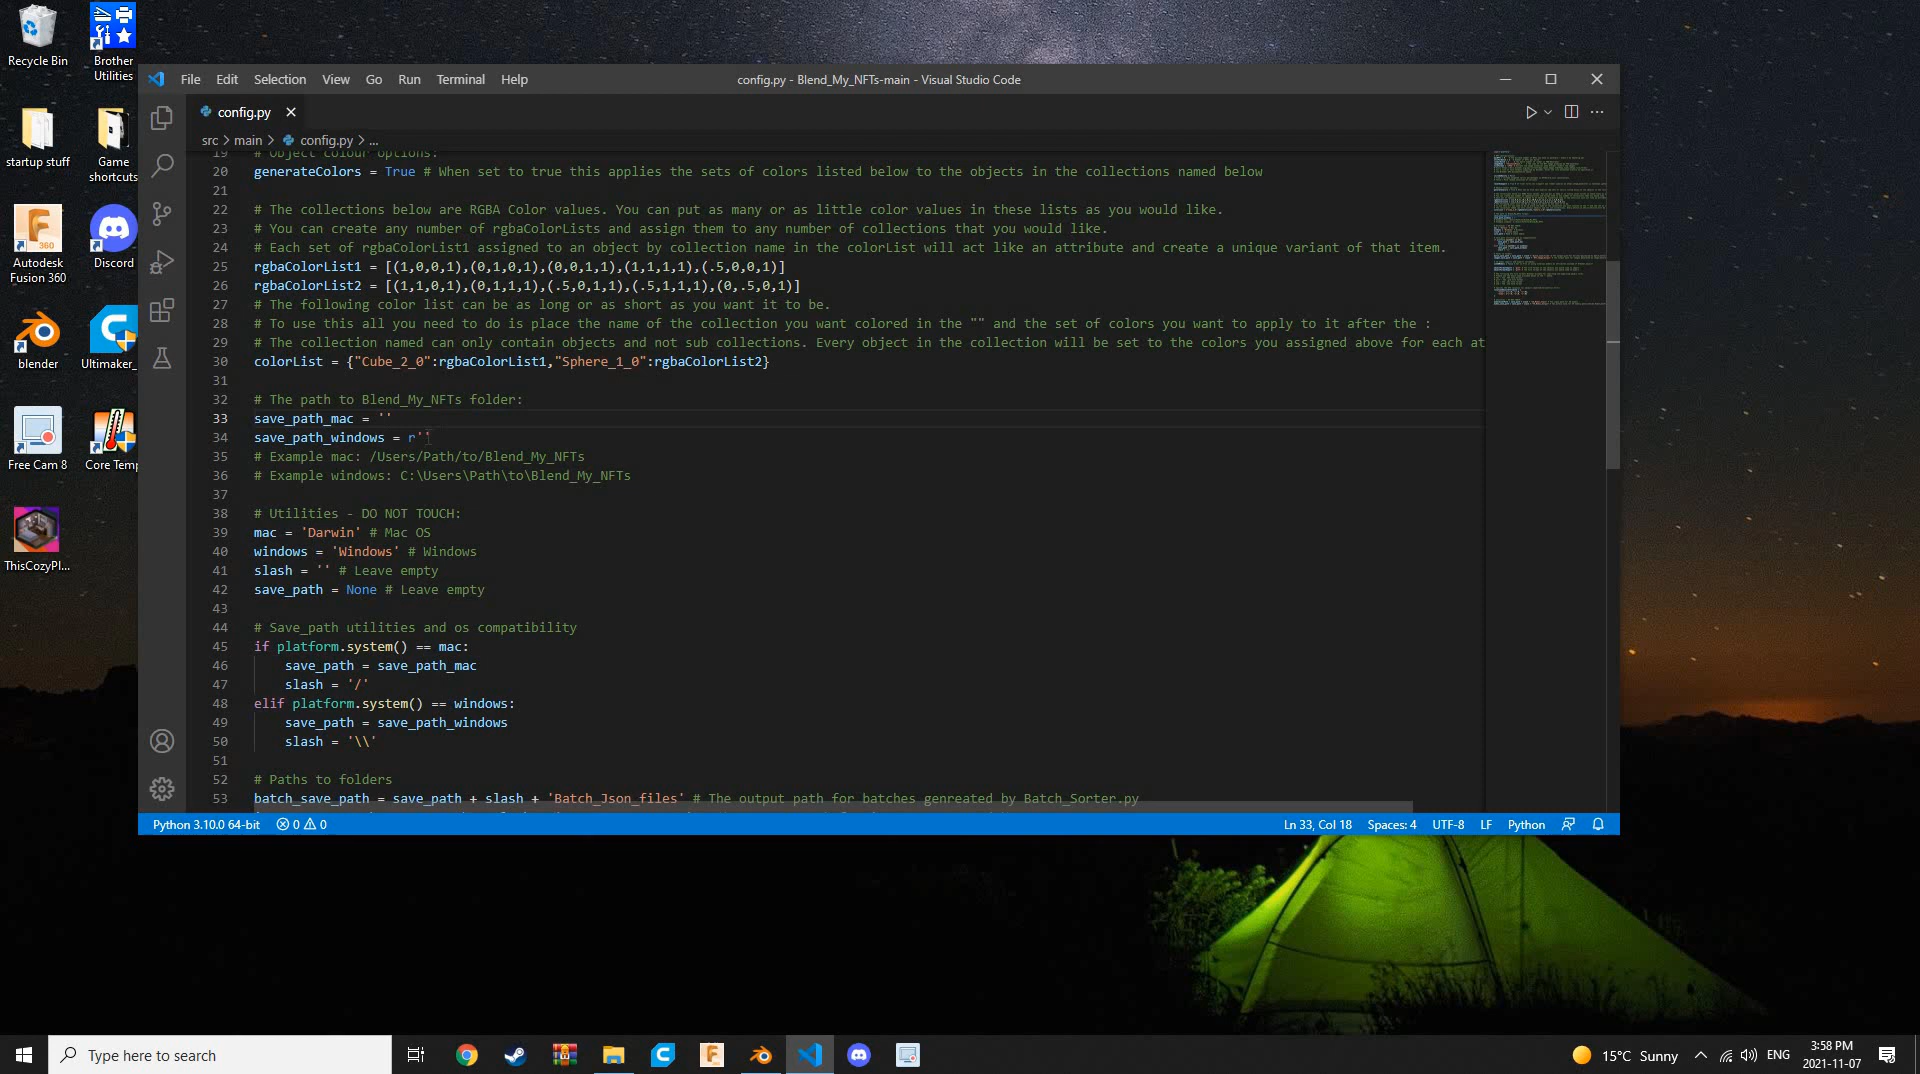 Recycle Bin
Brother Utilities
startup stuff
Game shortcuts
Autodesk Fusion 360
Discord
blender
Ultimaker_
Free Cam 8
Core Temp
ThisCozyPl...
File Edit Selection View Go Run Terminal Help
config.py - Blend_My_NFTs-main - Visual Studio Code
config.py
src > main > config.py > ...
19 # Object colour options:
20 generateColors = True # When set to true this applies the sets of colors listed below to the objects in the collections named below
21
22 # The collections below are RGBA Color values. You can put as many or as little color values in these lists as you would like.
23 # You can create any number of rgbaColorLists and assign them to any number of collections that you would like.
24 # Each set of rgbaColorList1 assigned to an object by collection name in the colorList will act like an attribute and create a unique variant of that item.
25 rgbaColorList1 = [(1,0,0,1),(0,1,0,1),(0,0,1,1),(1,1,1,1),(.5,0,0,1)]
26 rgbaColorList2 = [(1,1,0,1),(0,1,1,1),(.5,0,1,1),(.5,1,1,1),(0,.5,0,1)]
27 # The following color list can be as long or as short as you want it to be.
28 # To use this all you need to do is place the name of the collection you want colored in the "" and the set of colors you want to apply to it after the :
29 # The collection named can only contain objects and not sub collections. Every object in the collection will be set to the colors you assigned above for each at
30 colorList = {"Cube_2_0":rgbaColorList1,"Sphere_1_0":rgbaColorList2}
31
32 # The path to Blend_My_NFTs folder:
33 save_path_mac = ''
34 save_path_windows = r''
35 # Example mac: /Users/Path/to/Blend_My_NFTs
36 # Example windows: C:\Users\Path\to\Blend_My_NFTs
37
38 # Utilities - DO NOT TOUCH:
39 mac = 'Darwin' # Mac OS
40 windows = 'Windows' # Windows
41 slash = '' # Leave empty
42 save_path = None # Leave empty
43
44 # Save_path utilities and os compatibility
45 if platform.system() == mac:
46 save_path = save_path_mac
47 slash = '/'
48 elif platform.system() == windows:
49 save_path = save_path_windows
50 slash = '\\'
51
52 # Paths to folders
53 batch_save_path = save_path + slash + 'Batch_Json_files' # The output path for batches genreated by Batch_Sorter.py
Python 3.10.0 64-bit 0 0 Ln 33, Col 18 Spaces: 4 UTF-8 LF Python
Type here to search
15°C Sunny ENG
3:58 PM
2021-11-07